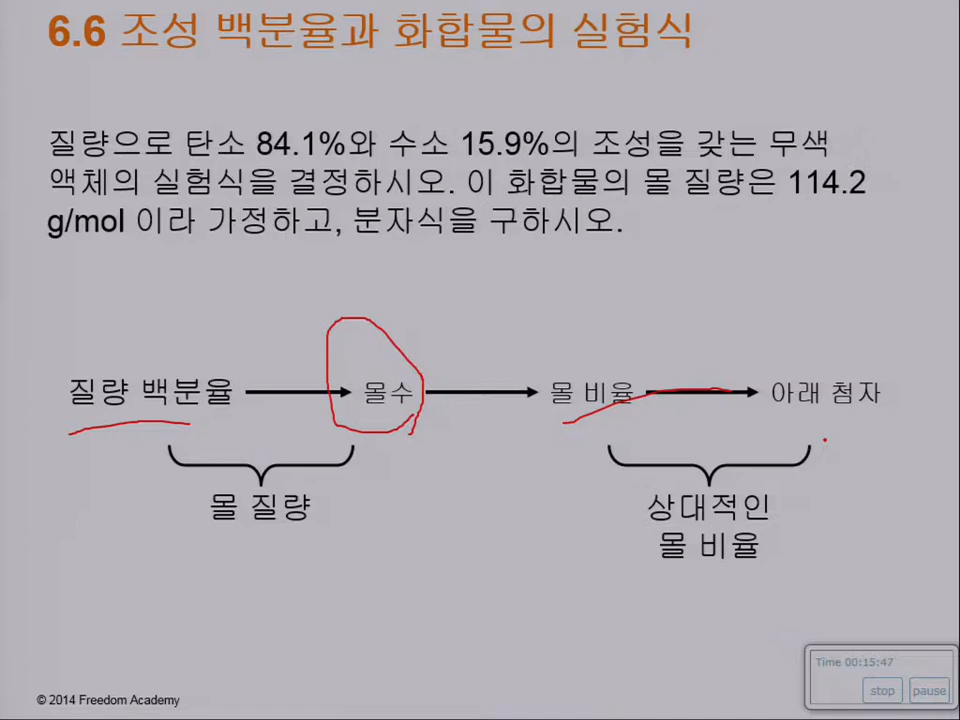 6.6 조성 백분율과 화합물의 실험식
질량으로 탄소 84.1%와 수소 15.9%의 조성을 갖는 무색
액체의 실험식을 결정하시오. 이 화합물의 몰 질량은 114.2
g/mol 이라 가정하고, 분자식을 구하시오.
질량 백분율 몰수 몰 비율 아래 첨자
몰 질량
상대적인
몰 비율
Time 00:15:47
stop pause
© 2014 Freedom Academy